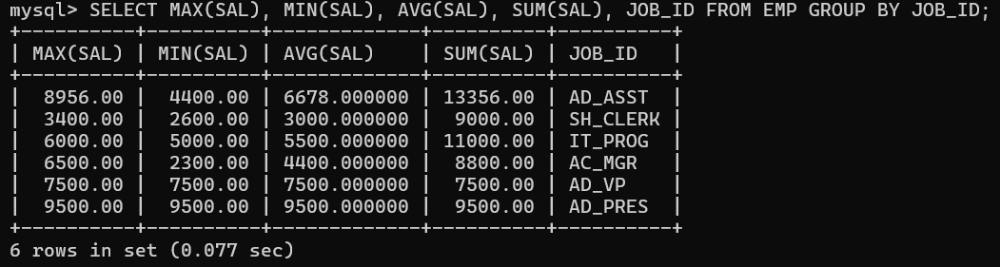 mysql> SELECT MAX(SAL), MIN(SAL), AVG(SAL), SUM(SAL), JOB_ID FROM EMP GROUP BY JOB_ID;
+----------+----------+-------------+----------+----------+
| MAX(SAL) | MIN(SAL) | AVG(SAL)    | SUM(SAL) | JOB_ID   |
+----------+----------+-------------+----------+----------+
|  8956.00 |  4400.00 | 6678.000000 | 13356.00 | AD_ASST  |
|  3400.00 |  2600.00 | 3000.000000 |  9000.00 | SH_CLERK |
|  6000.00 |  5000.00 | 5500.000000 | 11000.00 | IT_PROG  |
|  6500.00 |  2300.00 | 4400.000000 |  8800.00 | AC_MGR   |
|  7500.00 |  7500.00 | 7500.000000 |  7500.00 | AD_VP    |
|  9500.00 |  9500.00 | 9500.000000 |  9500.00 | AD_PRES  |
+----------+----------+-------------+----------+----------+
6 rows in set (0.077 sec)